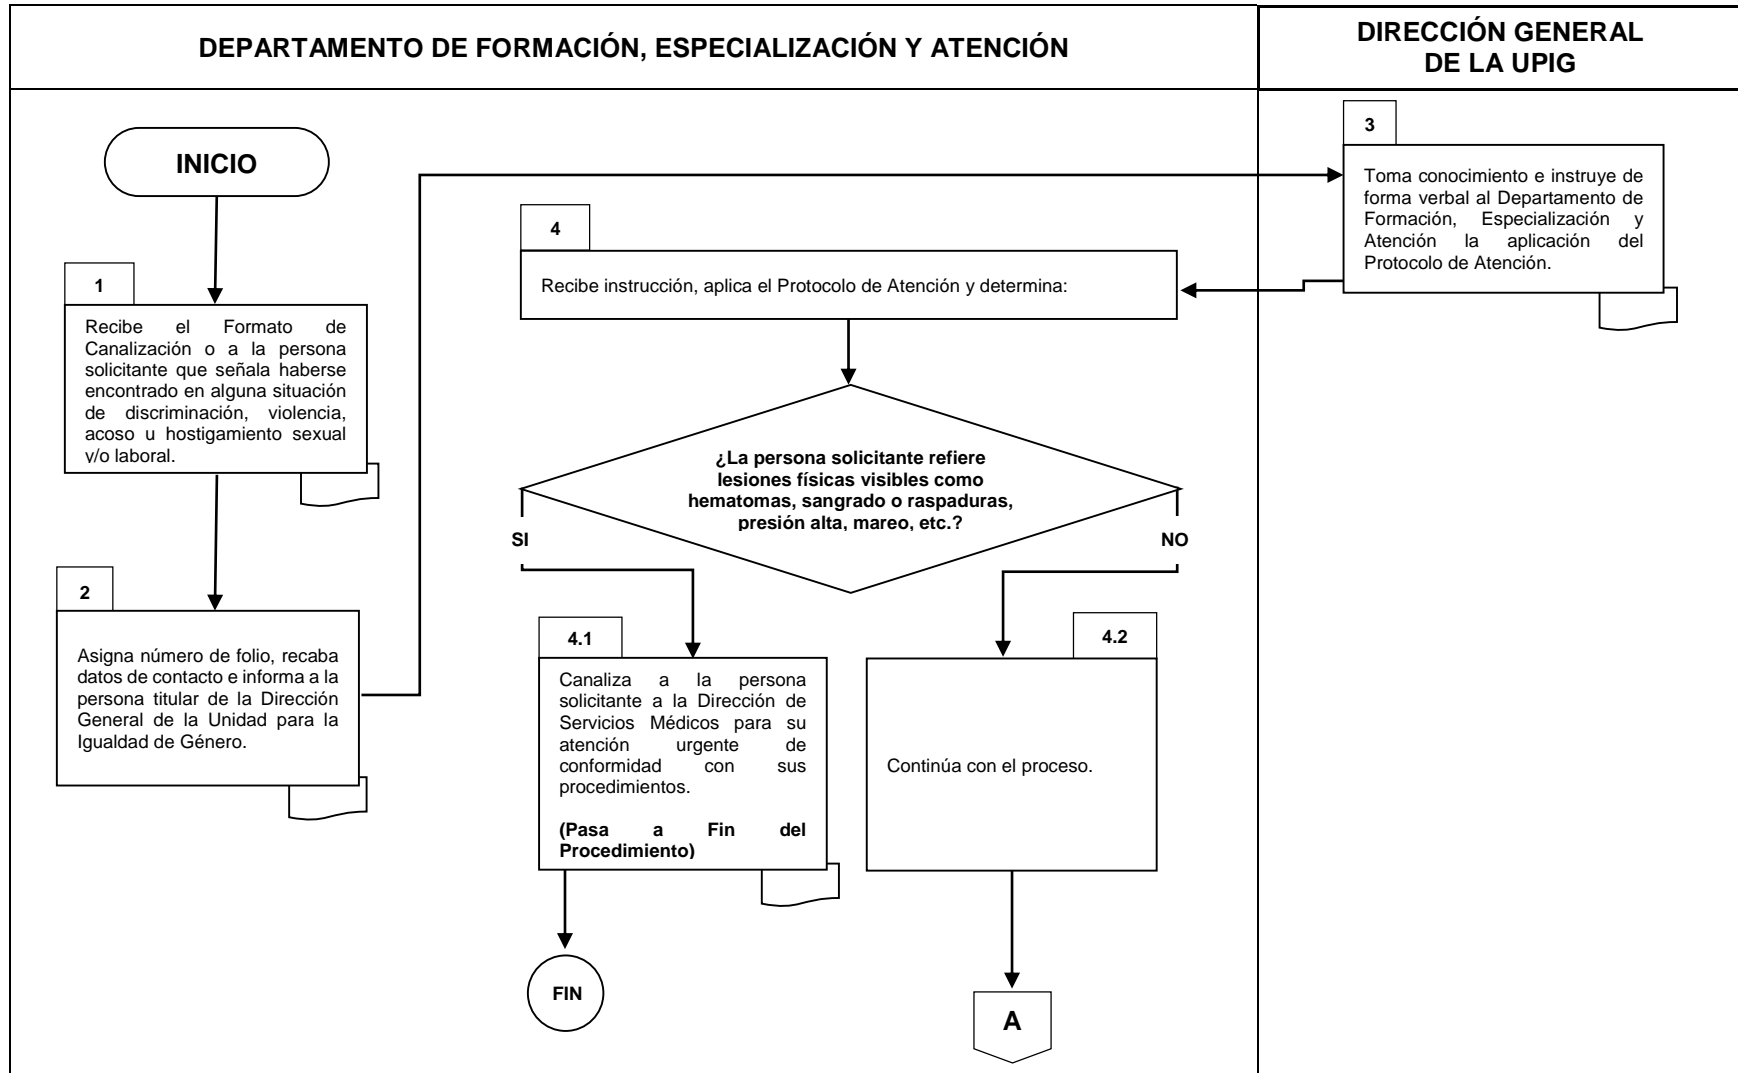 DEPARTAMENTO DE FORMACIÓN, ESPECIALIZACIÓN Y ATENCIÓN
DIRECCIÓN GENERAL
DE LA UPIG
INICIO
1
Recibe el Formato de
Canalización o a la persona
solicitante que señala haberse
encontrado en alguna situación
de discriminación, violencia,
acoso u hostigamiento sexual
y/o laboral.
2
Asigna número de folio, recaba
datos de contacto e informa a la
persona titular de la Dirección
General de la Unidad para la
Igualdad de Género.
3
Toma conocimiento e instruye de
forma verbal al Departamento de
Formación, Especialización y
Atención la aplicación del
Protocolo de Atención.
4
Recibe instrucción, aplica el Protocolo de Atención y determina:
¿La persona solicitante refiere
lesiones físicas visibles como
hematomas, sangrado o raspaduras,
presión alta, mareo, etc.?
SI
NO
4.1
Canaliza a la persona
solicitante a la Dirección de
Servicios Médicos para su
atención urgente de
conformidad con sus
procedimientos.
(Pasa a Fin del
Procedimiento)
4.2
Continúa con el proceso.
FIN
A